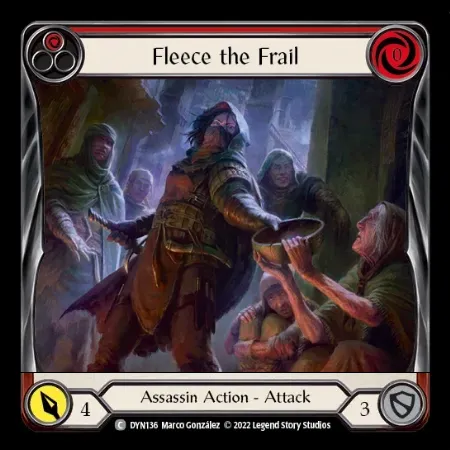 Fleece the Frail
0
Assassin Action - Attack
4
3
C DYN136 Marco González © 2022 Legend Story Studios